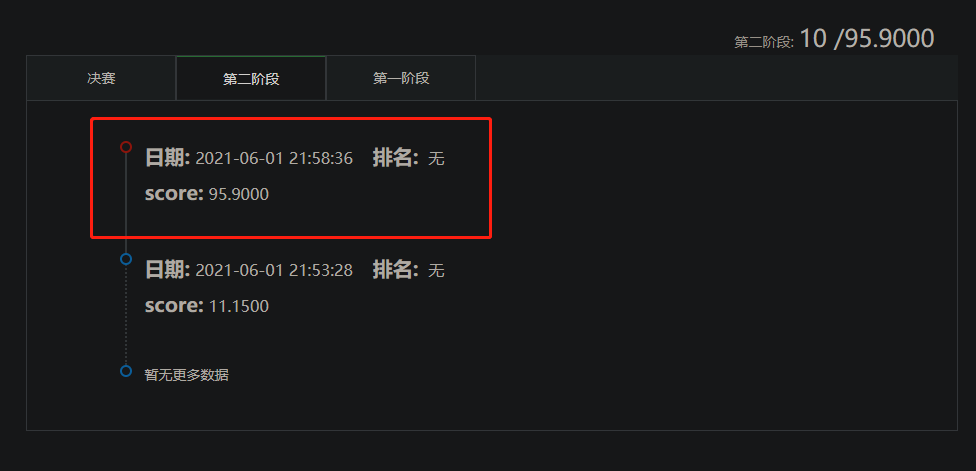 第二阶段: 10 /95.9000
决赛 第二阶段 第一阶段
日期: 2021-06-01 21:58:36 排名: 无
score: 95.9000
日期: 2021-06-01 21:53:28 排名: 无
score: 11.1500
暂无更多数据